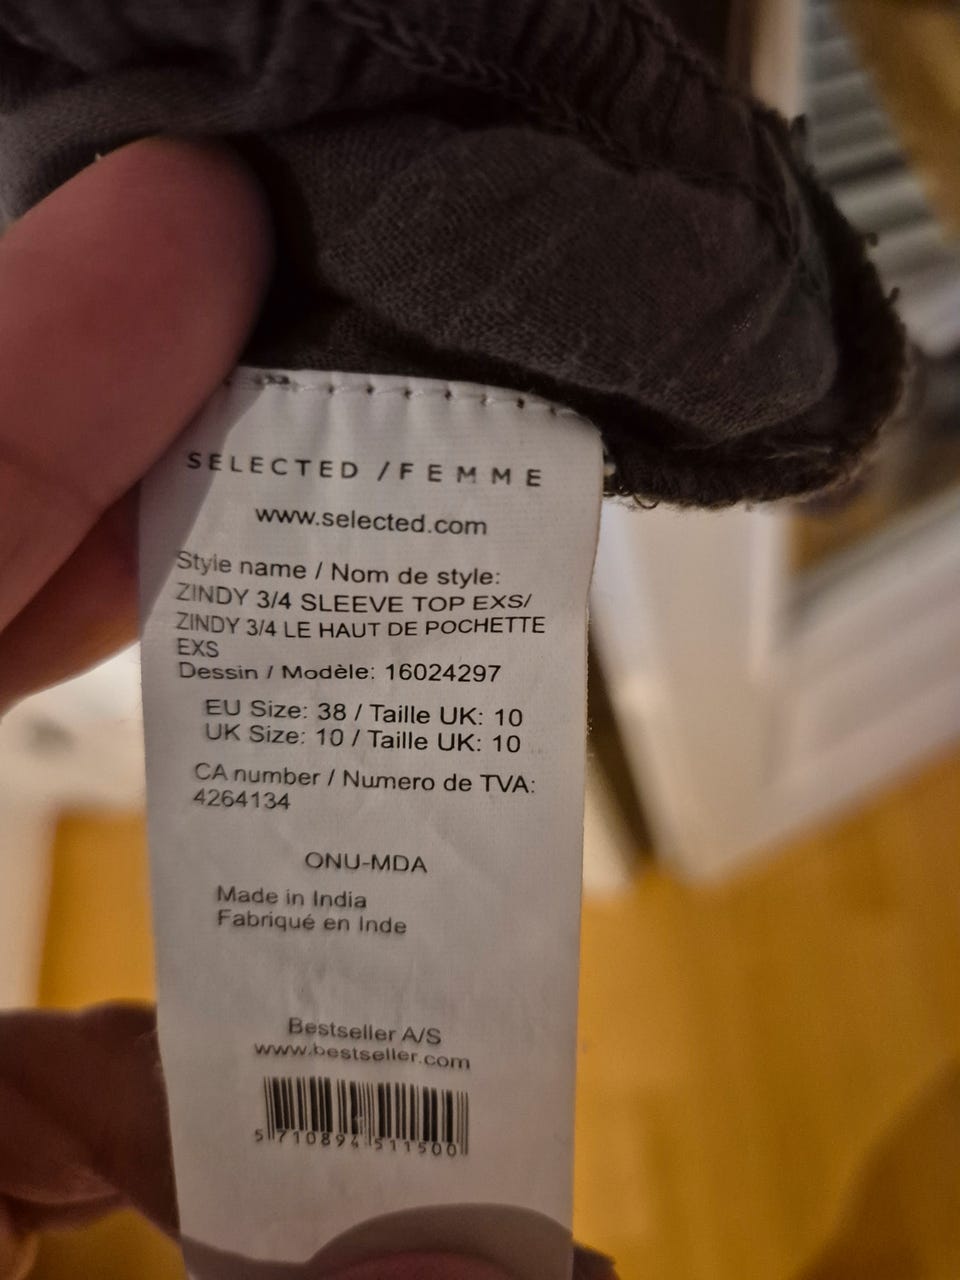 SELECTED / FEMME
www.selected.com
Style name / Nom de style:
ZINDY 3/4 SLEEVE TOP EXS/
ZINDY 3/4 LE HAUT DE POCHETTE
EXS
Dessin / Modèle: 16024297
EU Size: 38 / Taille UK: 10
UK Size: 10 / Taille UK: 10
CA number / Numero de TVA:
4264134
ONU-MDA
Made in India
Fabriqué en Inde
Bestseller A/S
www.bestseller.com
5 710894 511500